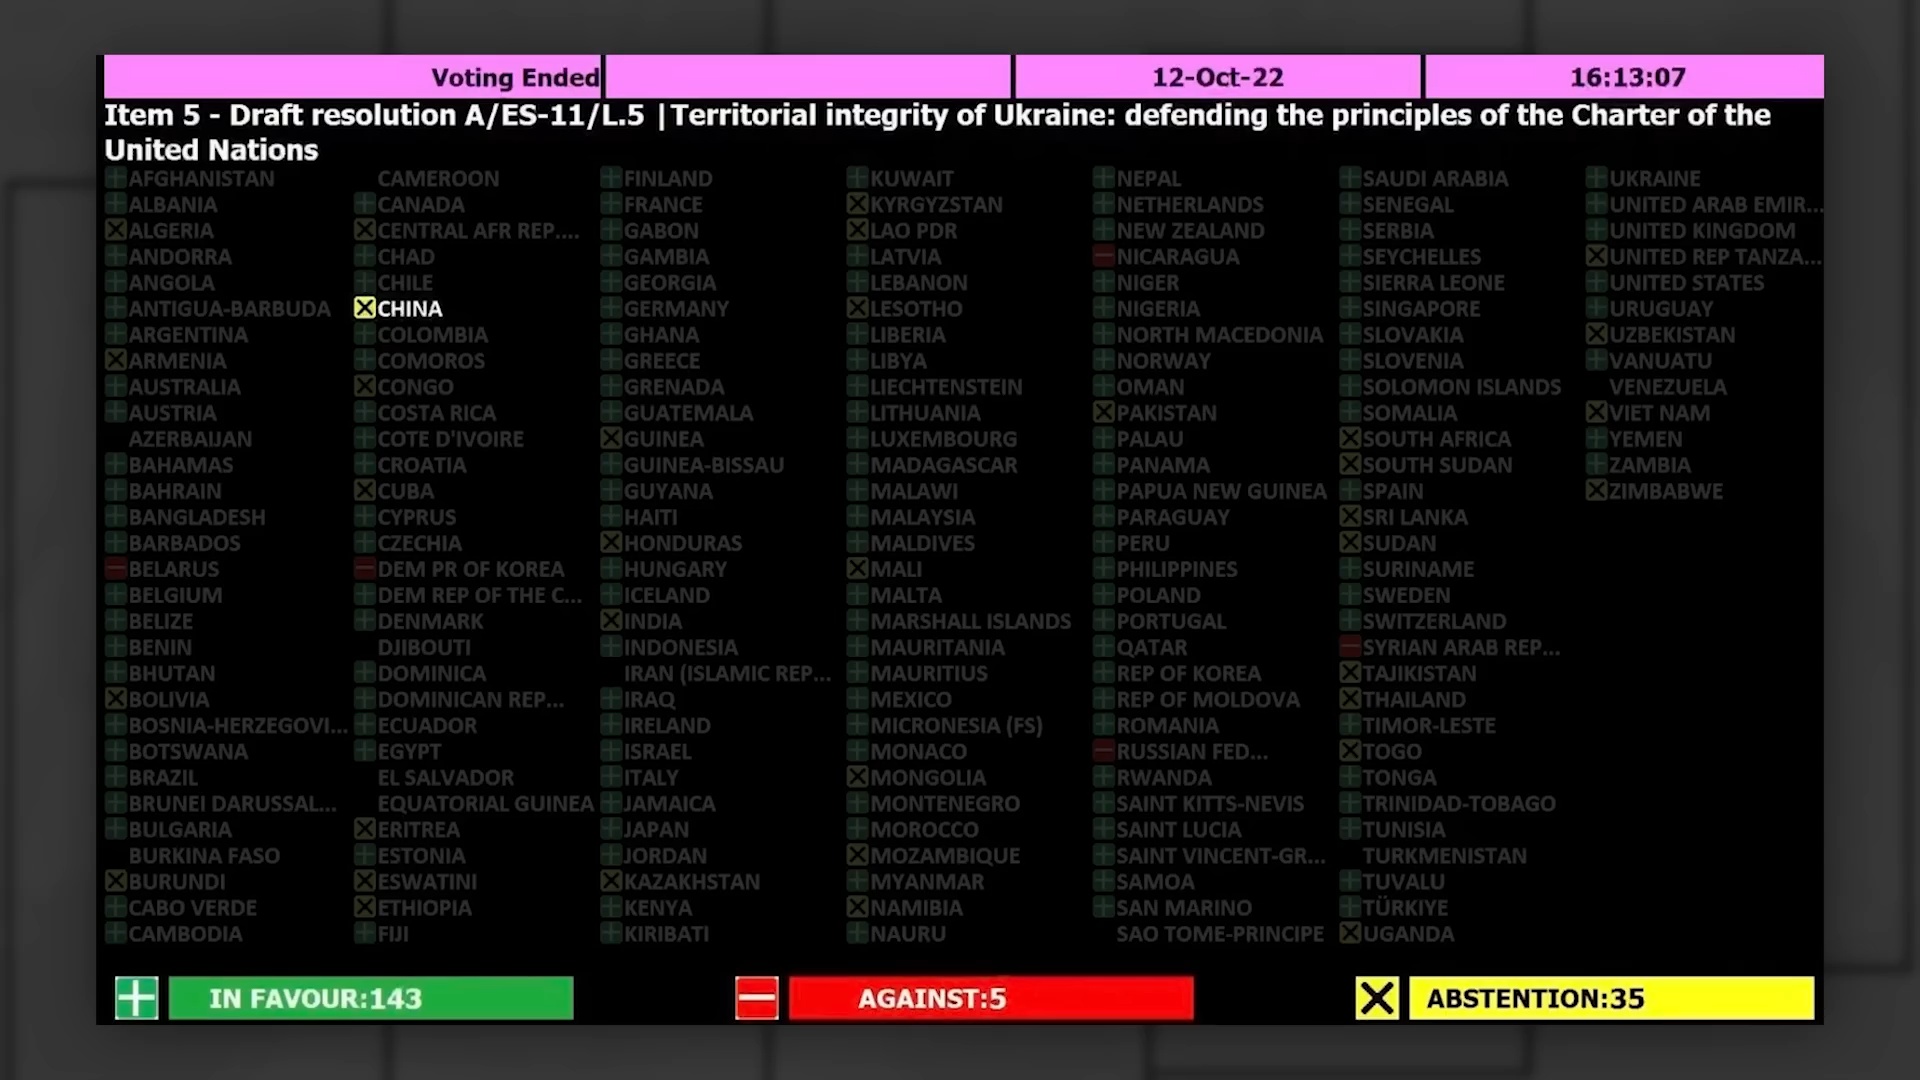 Voting Ended 12-Oct-22 16:13:07
Item 5 - Draft resolution A/ES-11/L.5 |Territorial integrity of Ukraine: defending the principles of the Charter of the
United Nations
AFGHANISTAN CAMEROON FINLAND KUWAIT NEPAL SAUDI ARABIA UKRAINE
ALBANIA CANADA FRANCE KYRGYZSTAN NETHERLANDS SENEGAL UNITED ARAB EMIR...
ALGERIA CENTRAL AFR REP.... GABON LAO PDR NEW ZEALAND SERBIA UNITED KINGDOM
ANDORRA CHAD GAMBIA LATVIA NICARAGUA SEYCHELLES UNITED REP TANZA...
ANGOLA CHILE GEORGIA LEBANON NIGER SIERRA LEONE UNITED STATES
ANTIGUA-BARBUDA CHINA GERMANY LESOTHO NIGERIA SINGAPORE URUGUAY
ARGENTINA COLOMBIA GHANA LIBERIA NORTH MACEDONIA SLOVAKIA UZBEKISTAN
ARMENIA COMOROS GREECE LIBYA NORWAY SLOVENIA VANUATU
AUSTRALIA CONGO GRENADA LIECHTENSTEIN OMAN SOLOMON ISLANDS VENEZUELA
AUSTRIA COSTA RICA GUATEMALA LITHUANIA PAKISTAN SOMALIA VIET NAM
AZERBAIJAN COTE D'IVOIRE GUINEA LUXEMBOURG PALAU SOUTH AFRICA YEMEN
BAHAMAS CROATIA GUINEA-BISSAU MADAGASCAR PANAMA SOUTH SUDAN ZAMBIA
BAHRAIN CUBA GUYANA MALAWI PAPUA NEW GUINEA SPAIN ZIMBABWE
BANGLADESH CYPRUS HAITI MALAYSIA PARAGUAY SRI LANKA
BARBADOS CZECHIA HONDURAS MALDIVES PERU SUDAN
BELARUS DEM PR OF KOREA HUNGARY MALI PHILIPPINES SURINAME
BELGIUM DEM REP OF THE C... ICELAND MALTA POLAND SWEDEN
BELIZE DENMARK INDIA MARSHALL ISLANDS PORTUGAL SWITZERLAND
BENIN DJIBOUTI INDONESIA MAURITANIA QATAR SYRIAN ARAB REP...
BHUTAN DOMINICA IRAN (ISLAMIC REP... MAURITIUS REP OF KOREA TAJIKISTAN
BOLIVIA DOMINICAN REP... IRAQ MEXICO REP OF MOLDOVA THAILAND
BOSNIA-HERZEGOVI... ECUADOR IRELAND MICRONESIA (FS) ROMANIA TIMOR-LESTE
BOTSWANA EGYPT ISRAEL MONACO RUSSIAN FED... TOGO
BRAZIL EL SALVADOR ITALY MONGOLIA RWANDA TONGA
BRUNEI DARUSSAL... EQUATORIAL GUINEA JAMAICA MONTENEGRO SAINT KITTS-NEVIS TRINIDAD-TOBAGO
BULGARIA ERITREA JAPAN MOROCCO SAINT LUCIA TUNISIA
BURKINA FASO ESTONIA JORDAN MOZAMBIQUE SAINT VINCENT-GR... TURKMENISTAN
BURUNDI ESWATINI KAZAKHSTAN MYANMAR SAMOA TUVALU
CABO VERDE ETHIOPIA KENYA NAMIBIA SAN MARINO TÜRKIYE
CAMBODIA FIJI KIRIBATI NAURU SAO TOME-PRINCIPE UGANDA
IN FAVOUR:143 AGAINST:5 ABSTENTION:35